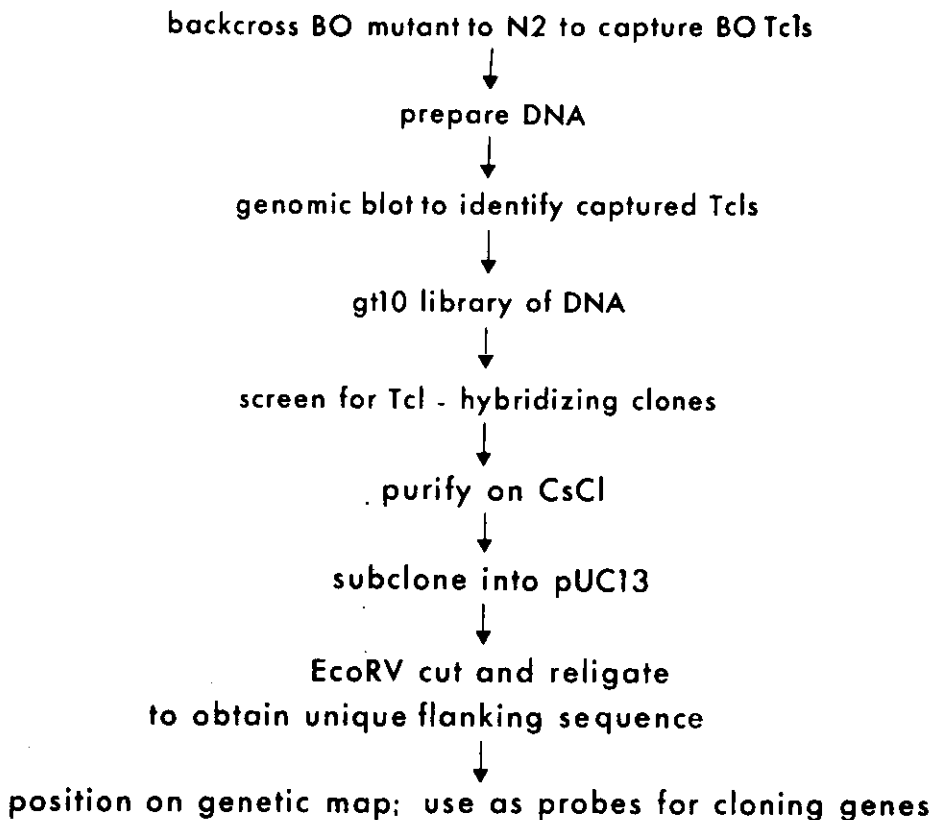 backcross BO mutant to N2 to capture BO Tcls
prepare DNA
genomic blot to identify captured Tcls
gt10 library of DNA
screen for Tcl - hybridizing clones
purify on CsCl
subclone into pUC13
EcoRV cut and religate
to obtain unique flanking sequence
position on genetic map; use as probes for cloning genes